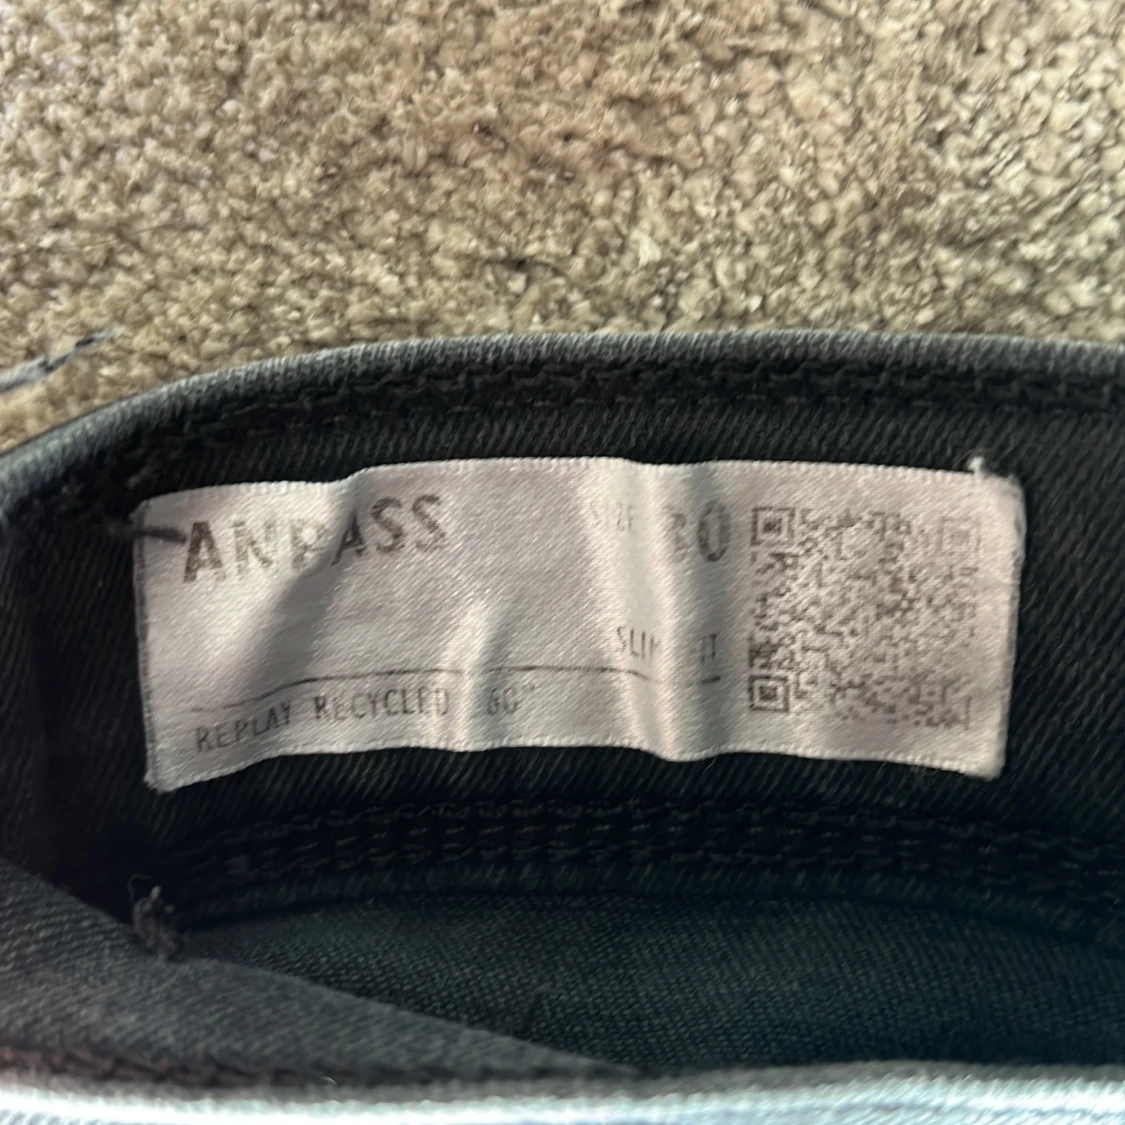 ANBASS
SIZE 30
SLIM FIT
REPLAY RECYCLED 360°